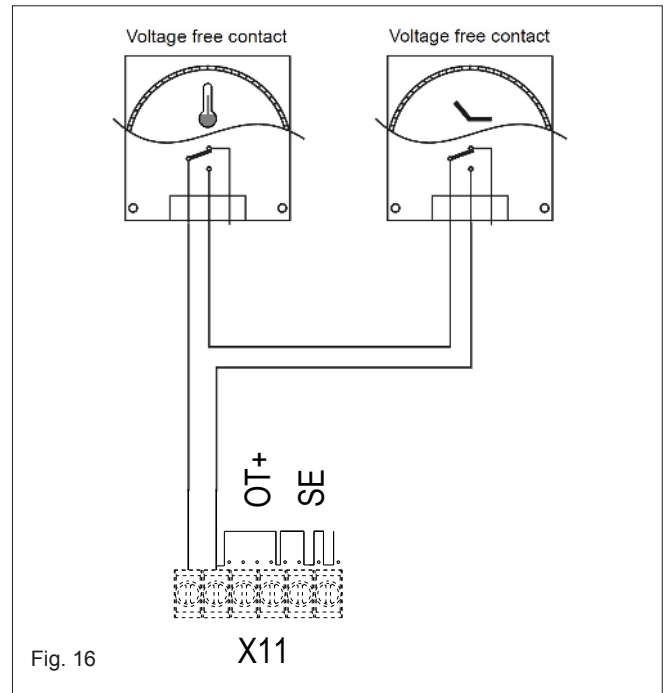 Voltage free contact
Voltage free contact
OT+
SE
X11
Fig. 16